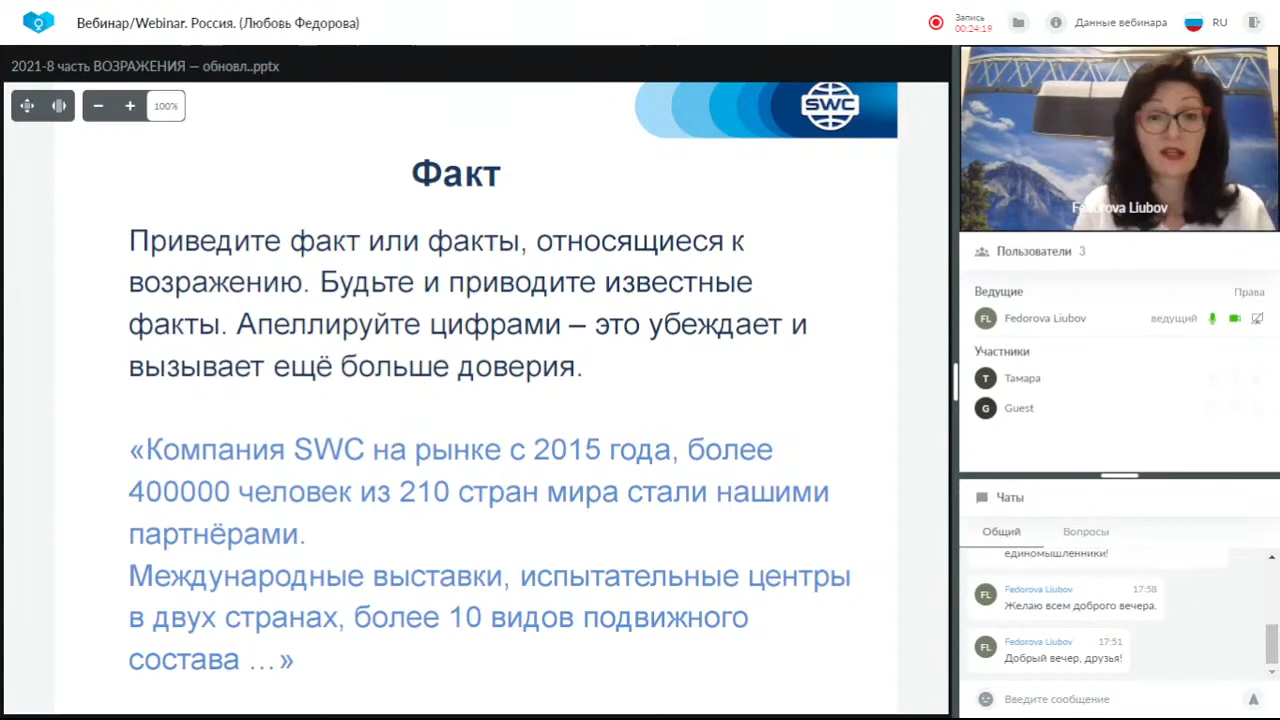 Вебинар/Webinar. Россия. (Любовь Федорова)
Запись
00:24:19
Данные вебинара
RU
2021-8 часть ВОЗРАЖЕНИЯ — обновл..pptx
100%
SWC
Факт
Приведите факт или факты, относящиеся к
возражению. Будьте и приводите известные
факты. Апеллируйте цифрами – это убеждает и
вызывает ещё больше доверия.
«Компания SWC на рынке с 2015 года, более
400000 человек из 210 стран мира стали нашими
партнёрами.
Международные выставки, испытательные центры
в двух странах, более 10 видов подвижного
состава …»
Fedorova Liubov
Пользователи 3
Ведущие Права
FL Fedorova Liubov ведущий
Участники
T Тамара
G Guest
Чаты
Общий Вопросы
единомышленники!
FL Fedorova Liubov 17:58
Желаю всем доброго вечера.
FL Fedorova Liubov 17:51
Добрый вечер, друзья!
Введите сообщение